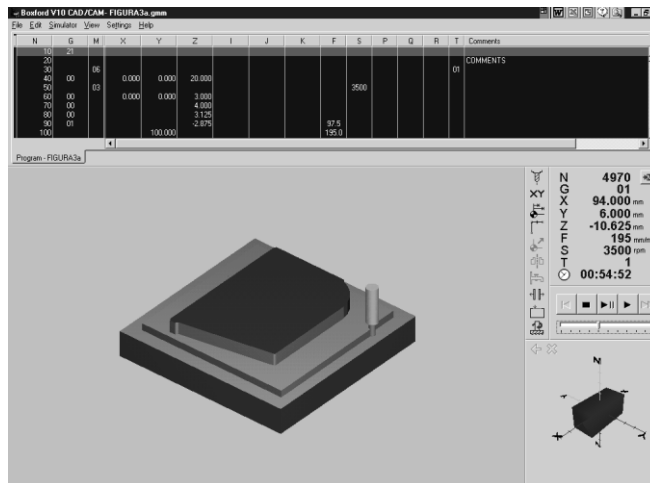 Boxford V10 CAD/CAM- FIGURA3a.gmm
File Edit Simulator View Settings Help
N G M X Y Z I J K F S P Q R T Comments
10 21
20 COMMENTS
30 06 01
40 00 0.000 0.000 20.000
50 03 3500
60 00 0.000 0.000 3.000
70 00 4.000
80 00 3.125
90 01 -2.875 97.5
100 100.000 195.0
Program - FIGURA3a
XY
N 4970
G 01
X 94.000 mm
Y 6.000 mm
Z -10.625 mm
F 195 mm/m
S 3500 rpm
T 1
00:54:52
N
Y